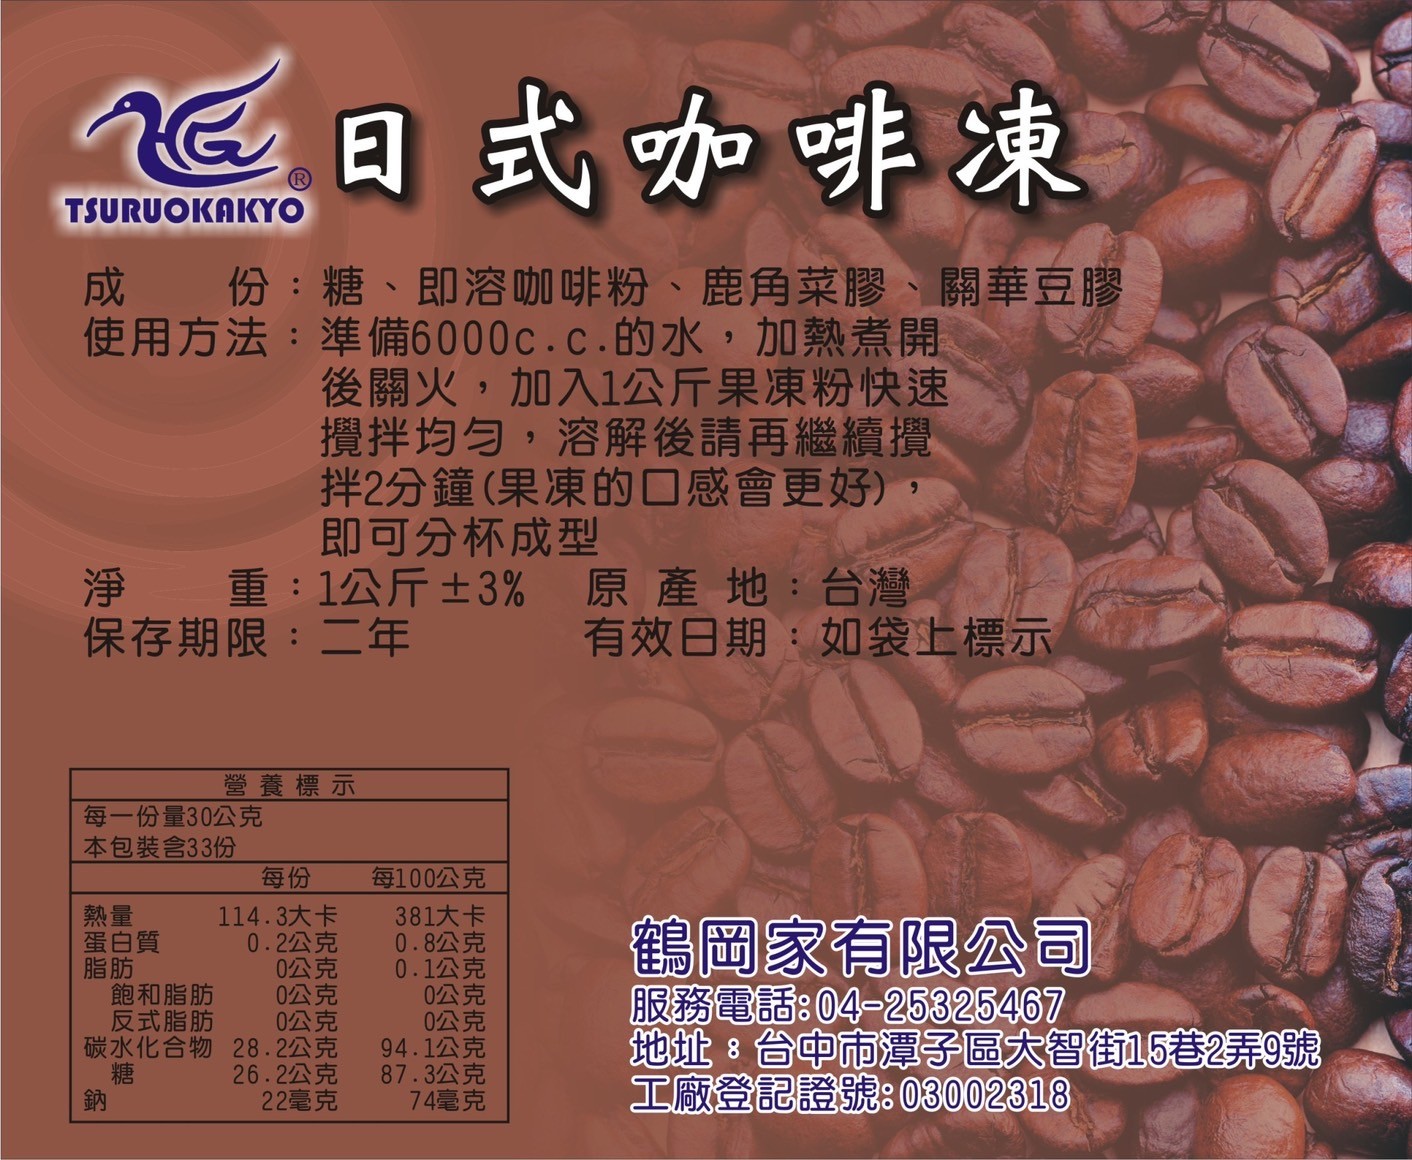 HG
®
TSURUOKAKYO
日式咖啡凍
成份：糖、即溶咖啡粉、鹿角菜膠、關華豆膠
使用方法：準備6000c.c.的水，加熱煮開
後關火，加入1公斤果凍粉快速
攪拌均勻，溶解後請再繼續攪
拌2分鐘(果凍的口感會更好)，
即可分杯成型
淨重：1公斤±3% 原產地：台灣
保存期限：二年 有效日期：如袋上標示
營養標示
每一份量30公克
本包裝含33份
每份 每100公克
熱量 114.3大卡 381大卡
蛋白質 0.2公克 0.8公克
脂肪 0公克 0.1公克
飽和脂肪 0公克 0公克
反式脂肪 0公克 0公克
碳水化合物 28.2公克 94.1公克
糖 26.2公克 87.3公克
鈉 22毫克 74毫克
鶴岡家有限公司
服務電話:04-25325467
地址：台中市潭子區大智街15巷2弄9號
工廠登記證號:03002318